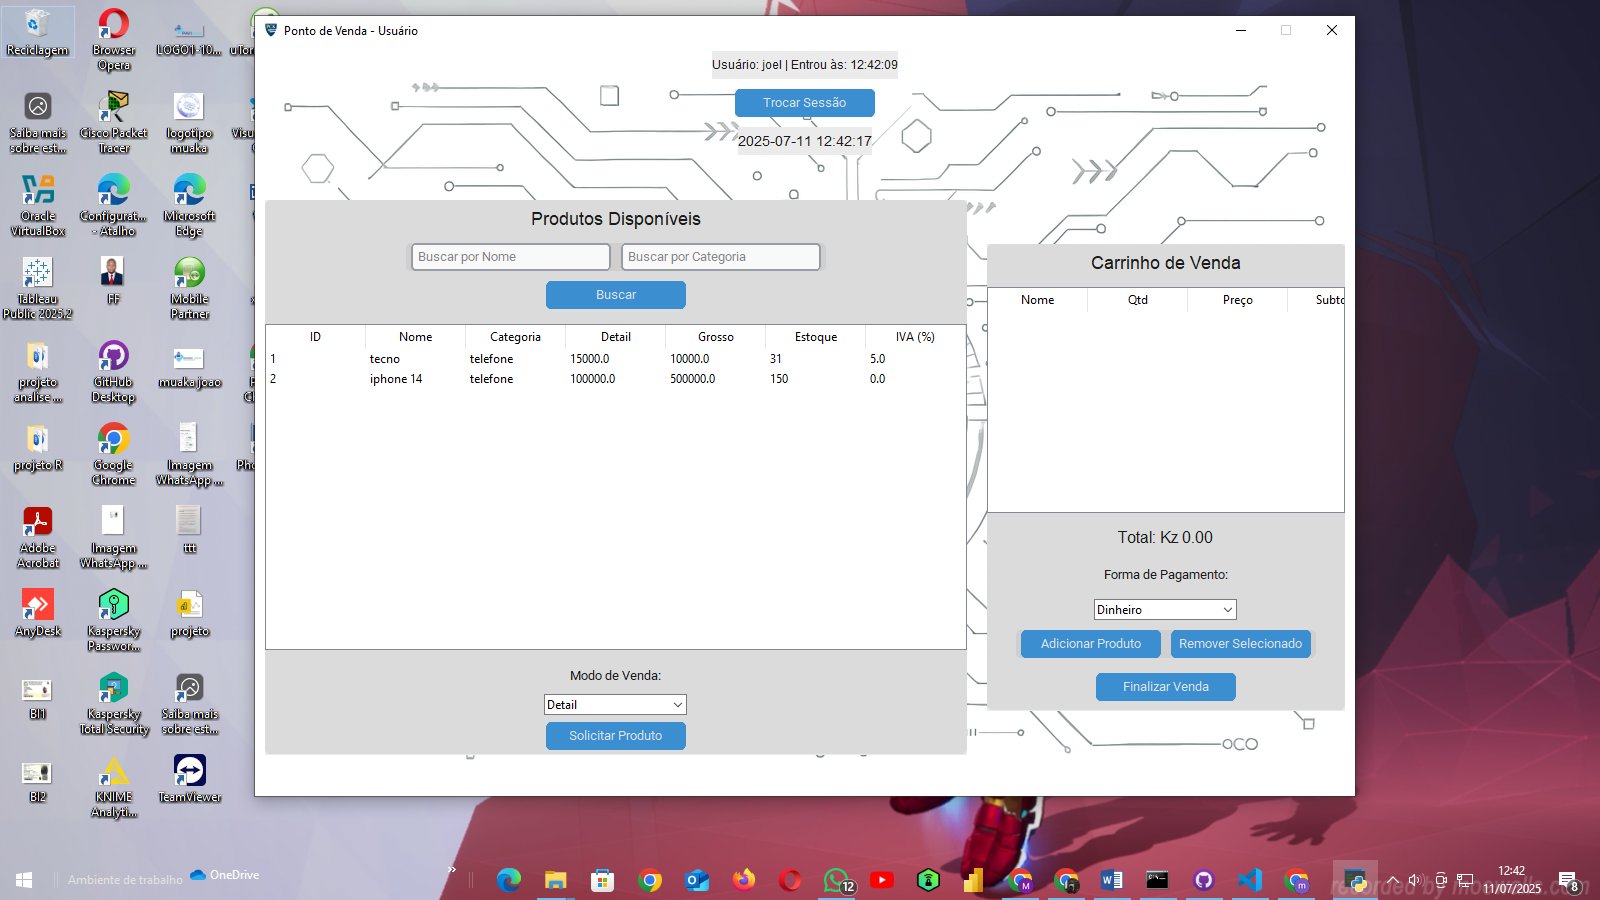 Ponto de Venda - Usuário
Usuário: joel | Entrou às: 12:42:09
Trocar Sessão
2025-07-11 12:42:17
Produtos Disponíveis
Buscar por Nome
Buscar por Categoria
Buscar
ID Nome Categoria Detail Grosso Estoque IVA (%)
1 tecno telefone 15000.0 10000.0 31 5.0
2 iphone 14 telefone 100000.0 500000.0 150 0.0
Modo de Venda:
Detail
Solicitar Produto
Carrinho de Venda
Nome Qtd Preço Subto
Total: Kz 0.00
Forma de Pagamento:
Dinheiro
Adicionar Produto
Remover Selecionado
Finalizar Venda
Reciclagem
Browser
Opera
LOGO1-10...
uTor
Saiba mais
sobre est...
Cisco Packet
Tracer
logotipo
muaka
Visu
Oracle
VirtualBox
Configurat...
- Atalho
Microsoft
Edge
Tableau
Public 2025.2
FF
Mobile
Partner
projeto
analise ...
GitHub
Desktop
muaka joao
projeto R
Google
Chrome
Imagem
WhatsApp ...
Pho
Adobe
Acrobat
Imagem
WhatsApp ...
ttt
AnyDesk
Kaspersky
Passwor...
projeto
BI1
Kaspersky
Total Security
Saiba mais
sobre est...
BI2
KNIME
Analyti...
TeamViewer
Ambiente de trabalho
OneDrive
12
12:42
11/07/2025
8